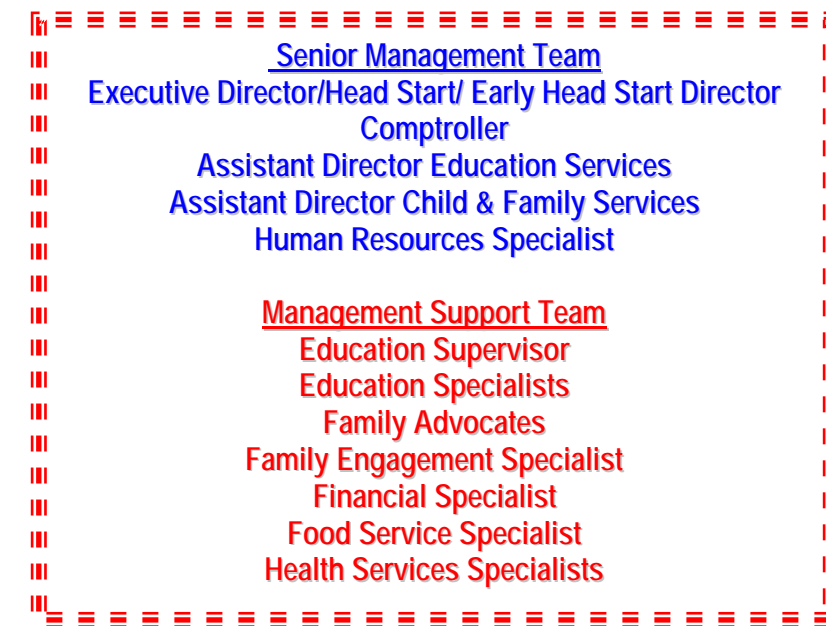 Senior Management Team
Executive Director/Head Start/ Early Head Start Director
Comptroller
Assistant Director Education Services
Assistant Director Child & Family Services
Human Resources Specialist
Management Support Team
Education Supervisor
Education Specialists
Family Advocates
Family Engagement Specialist
Financial Specialist
Food Service Specialist
Health Services Specialists